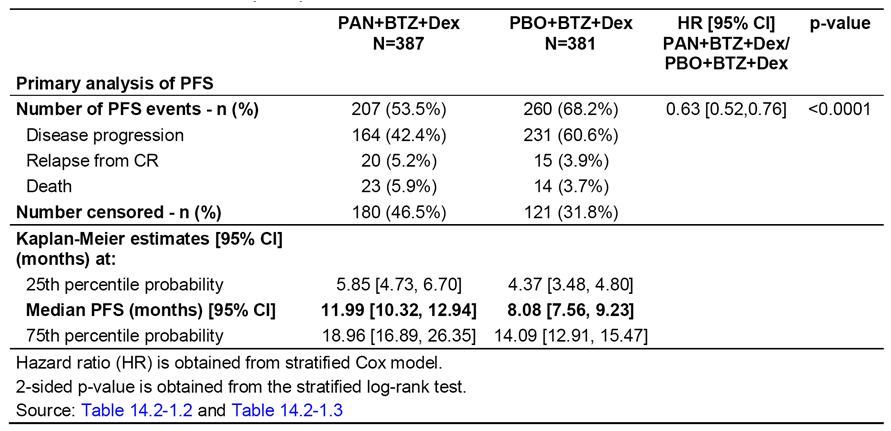 PAN+BTZ+Dex PBO+BTZ+Dex HR [95% CI] p-value
N=387 N=381 PAN+BTZ+Dex/
PBO+BTZ+Dex
Primary analysis of PFS
Number of PFS events - n (%) 207 (53.5%) 260 (68.2%) 0.63 [0.52,0.76] <0.0001
Disease progression 164 (42.4%) 231 (60.6%)
Relapse from CR 20 (5.2%) 15 (3.9%)
Death 23 (5.9%) 14 (3.7%)
Number censored - n (%) 180 (46.5%) 121 (31.8%)
Kaplan-Meier estimates [95% CI]
(months) at:
25th percentile probability 5.85 [4.73, 6.70] 4.37 [3.48, 4.80]
Median PFS (months) [95% CI] 11.99 [10.32, 12.94] 8.08 [7.56, 9.23]
75th percentile probability 18.96 [16.89, 26.35] 14.09 [12.91, 15.47]
Hazard ratio (HR) is obtained from stratified Cox model.
2-sided p-value is obtained from the stratified log-rank test.
Source: Table 14.2-1.2 and Table 14.2-1.3